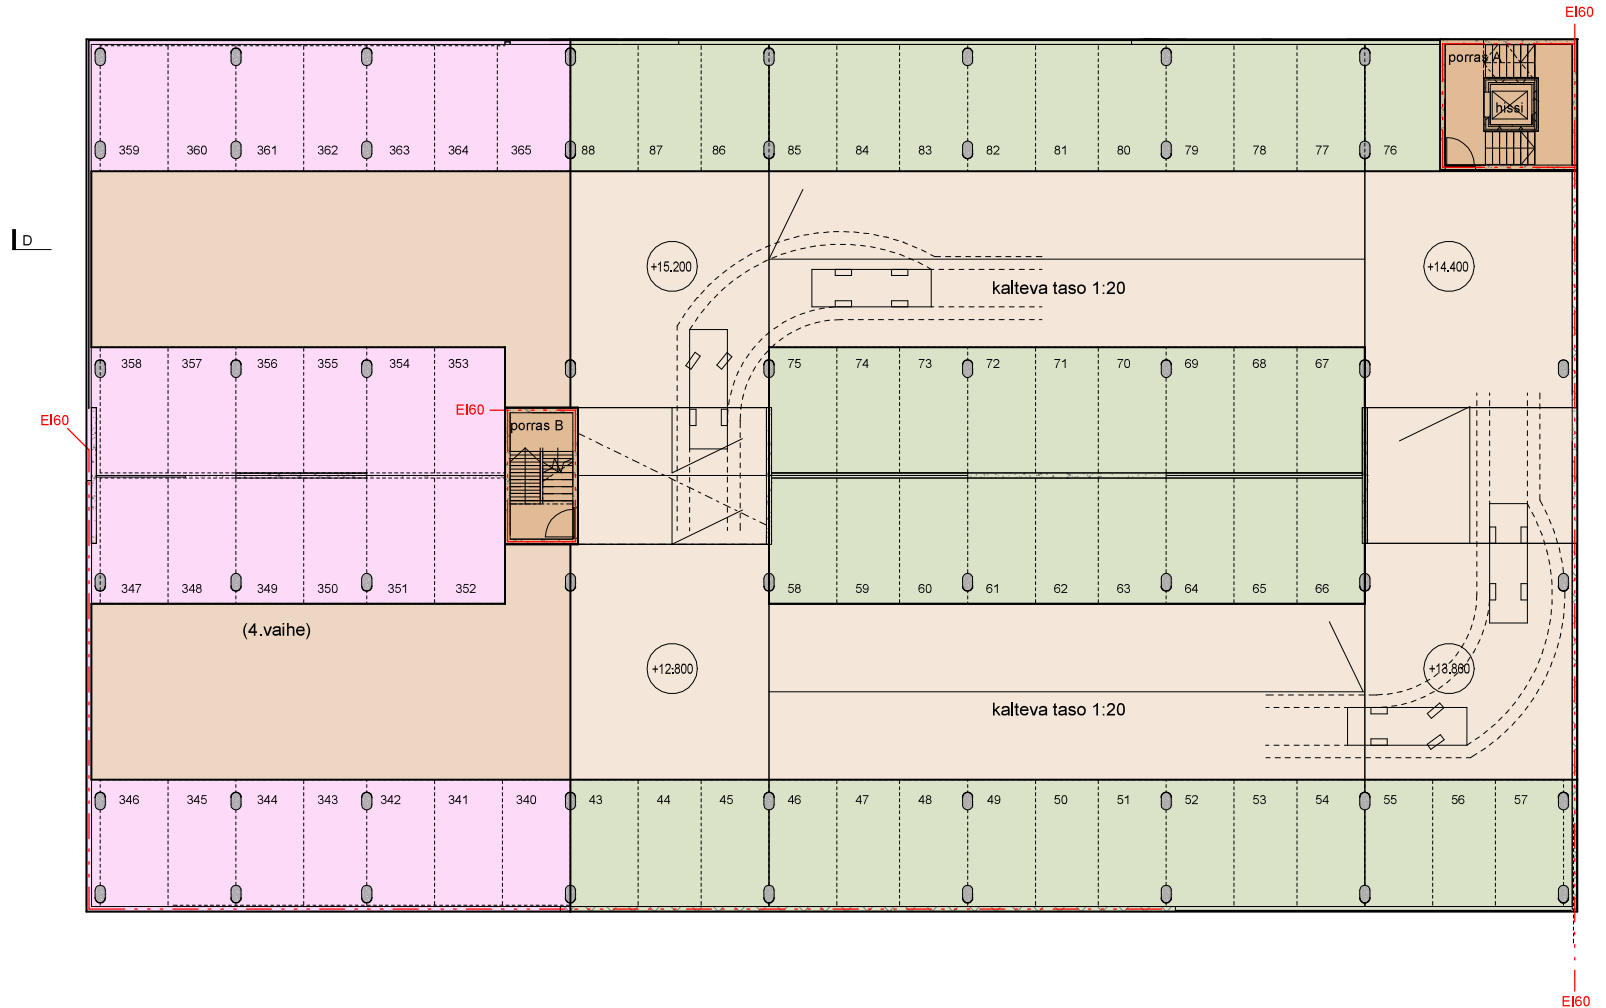 EI60
porras A
hissi
359 360 361 362 363 364 365 88 87 86 85 84 83 82 81 80 79 78 77 76
D
+15.200
+14.400
kalteva taso 1:20
358 357 356 355 354 353 75 74 73 72 71 70 69 68 67
EI60
EI60
porras B
347 348 349 350 351 352 58 59 60 61 62 63 64 65 66
(4.vaihe)
+12.800
+13.860
kalteva taso 1:20
346 345 344 343 342 341 340 43 44 45 46 47 48 49 50 51 52 53 54 55 56 57
EI60